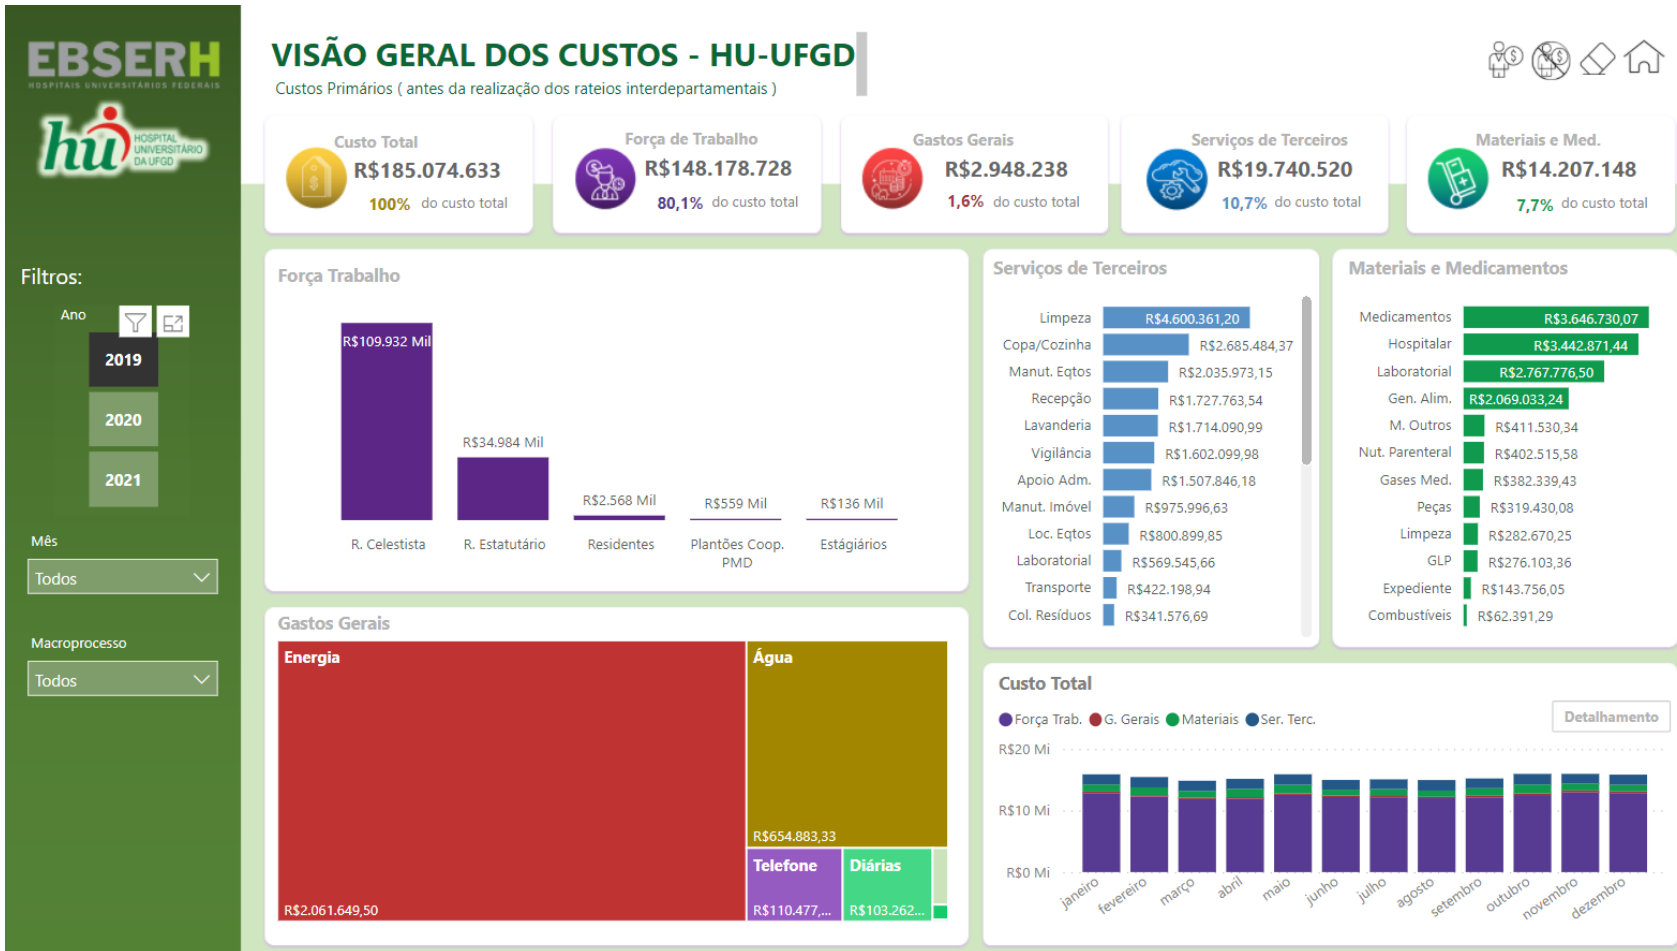 EBSERH
HOSPITAIS UNIVERSITÁRIOS FEDERAIS
hu
HOSPITAL
UNIVERSITÁRIO
DA UFGD
Filtros:
Ano
2019
2020
2021
Mês
Todos
Macroprocesso
Todos
VISÃO GERAL DOS CUSTOS - HU-UFGD
Custos Primários ( antes da realização dos rateios interdepartamentais )
Custo Total
R$185.074.633
100% do custo total
Força de Trabalho
R$148.178.728
80,1% do custo total
Gastos Gerais
R$2.948.238
1,6% do custo total
Serviços de Terceiros
R$19.740.520
10,7% do custo total
Materiais e Med.
R$14.207.148
7,7% do custo total
Força Trabalho
R$109.932 Mil
R$34.984 Mil
R$2.568 Mil
R$559 Mil
R$136 Mil
R. Celestista
R. Estatutário
Residentes
Plantões Coop.
PMD
Estágiários
Gastos Gerais
Energia
R$2.061.649,50
Água
R$654.883,33
Telefone
R$110.477,...
Diárias
R$103.262...
Serviços de Terceiros
Limpeza R$4.600.361,20
Copa/Cozinha R$2.685.484,37
Manut. Eqtos R$2.035.973,15
Recepção R$1.727.763,54
Lavanderia R$1.714.090,99
Vigilância R$1.602.099,98
Apoio Adm. R$1.507.846,18
Manut. Imóvel R$975.996,63
Loc. Eqtos R$800.899,85
Laboratorial R$569.545,66
Transporte R$422.198,94
Col. Resíduos R$341.576,69
Materiais e Medicamentos
Medicamentos R$3.646.730,07
Hospitalar R$3.442.871,44
Laboratorial R$2.767.776,50
Gen. Alim. R$2.069.033,24
M. Outros R$411.530,34
Nut. Parenteral R$402.515,58
Gases Med. R$382.339,43
Peças R$319.430,08
Limpeza R$282.670,25
GLP R$276.103,36
Expediente R$143.756,05
Combustíveis R$62.391,29
Custo Total
Força Trab. G. Gerais Materiais Ser. Terc.
Detalhamento
R$20 Mi
R$10 Mi
R$0 Mi
janeiro
fevereiro
março
abril
maio
junho
julho
agosto
setembro
outubro
novembro
dezembro